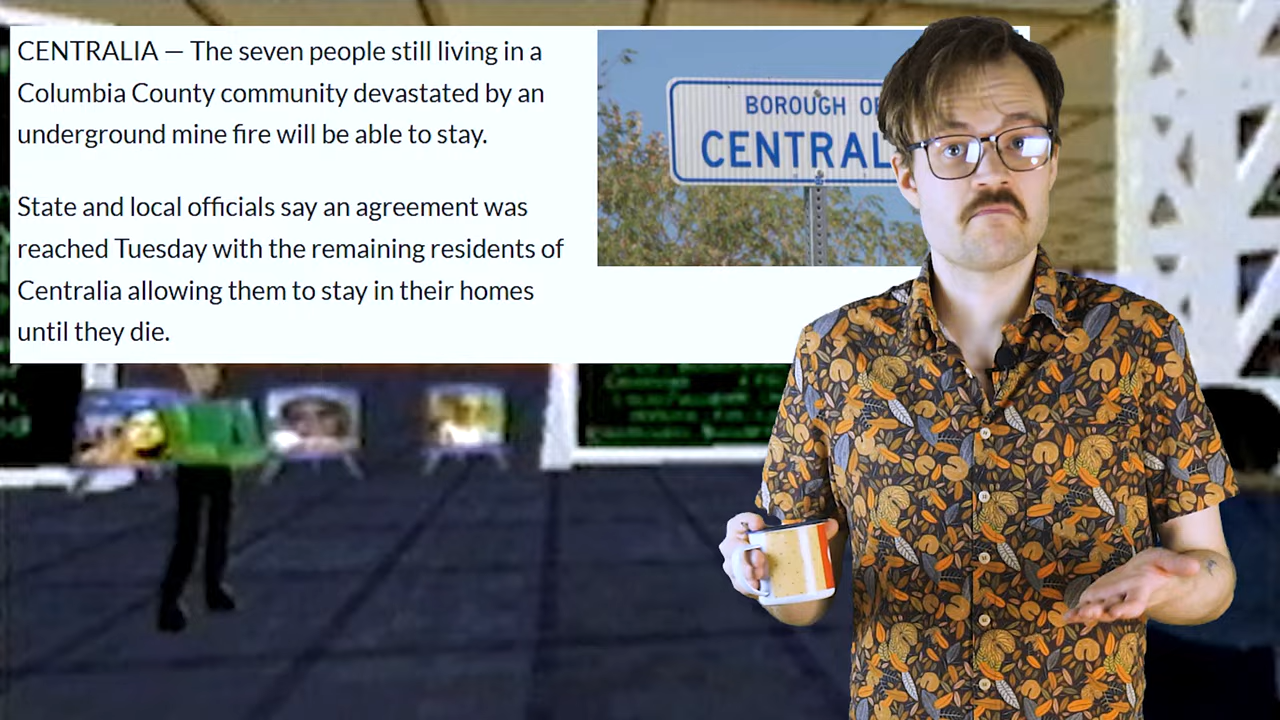 CENTRALIA — The seven people still living in a
Columbia County community devastated by an
underground mine fire will be able to stay.
State and local officials say an agreement was
reached Tuesday with the remaining residents of
Centralia allowing them to stay in their homes
until they die.
BOROUGH
CENTRAL